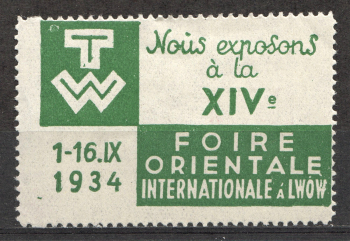 TW
Nous exposons
à la
XIVe
1-16.IX
1934
FOIRE
ORIENTALE
INTERNATIONALE á LWÓW